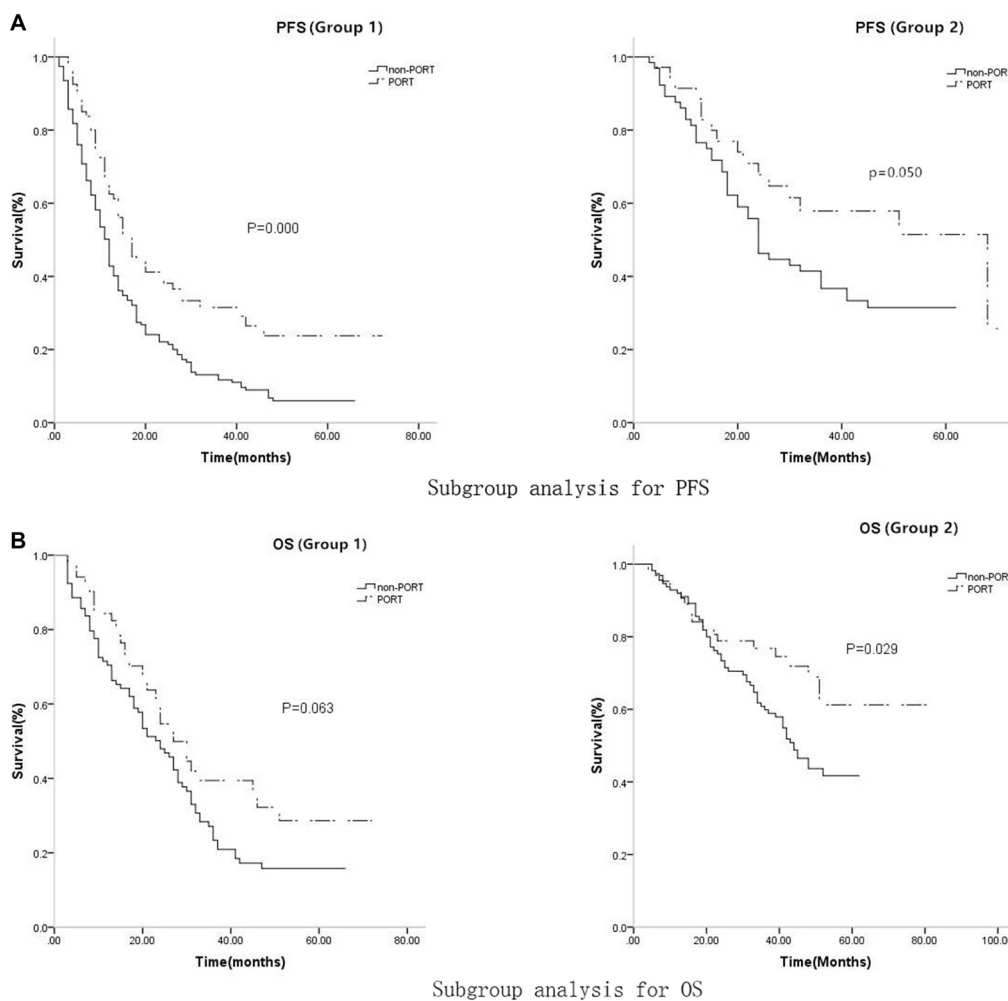 A
PFS (Group 1)
PFS (Group 2)
non-PORT
PORT
non-POR
PORT
Survival(%)
1.0
0.8
0.6
0.4
0.2
0.0
P=0.000
.00 20.00 40.00 60.00 80.00
Time(months)
Survival(%)
1.0
0.8
0.6
0.4
0.2
0.0
p=0.050
.00 20.00 40.00 60.00
Time(Months)
Subgroup analysis for PFS
B
OS (Group 1)
OS (Group 2)
non-PORT
PORT
non-POR
PORT
Survival(%)
1.0
0.8
0.6
0.4
0.2
0.0
P=0.063
.00 20.00 40.00 60.00 80.00
Time(months)
Survival(%)
1.0
0.8
0.6
0.4
0.2
0.0
P=0.029
.00 20.00 40.00 60.00 80.00 100.0
Time(Months)
Subgroup analysis for OS